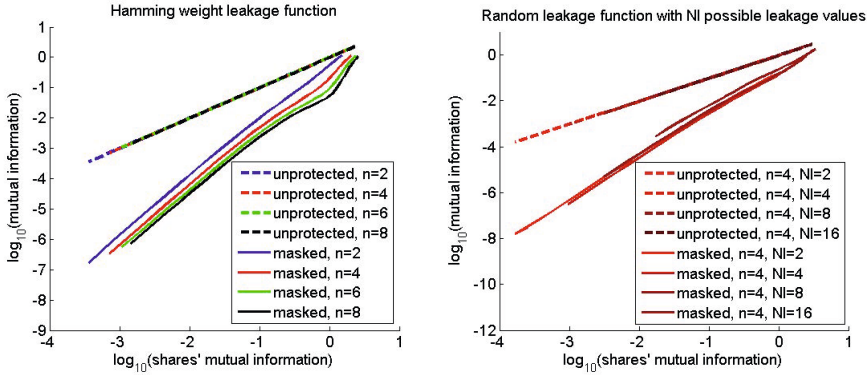 Hamming weight leakage function
1
0
-1
-2
-3
-4
-5
-6
-7
-8
-9
log10(mutual information)
unprotected, n=2
unprotected, n=4
unprotected, n=6
unprotected, n=8
masked, n=2
masked, n=4
masked, n=6
masked, n=8
-4 -3 -2 -1 0 1
log10(shares' mutual information)
Random leakage function with Nl possible leakage values
0
-2
-4
-6
-8
-10
-12
log10(mutual information)
unprotected, n=4, Nl=2
unprotected, n=4, Nl=4
unprotected, n=4, Nl=8
unprotected, n=4, Nl=16
masked, n=4, Nl=2
masked, n=4, Nl=4
masked, n=4, Nl=8
masked, n=4, Nl=16
-4 -3 -2 -1 0 1
log10(shares' mutual information)